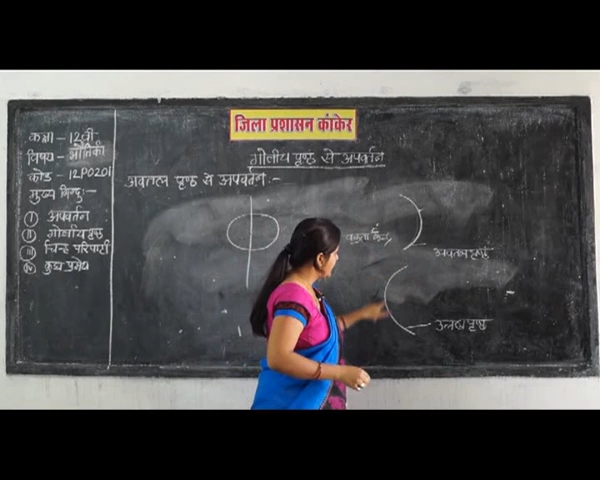 जिला प्रशासन कांकेर
कक्षा - 12वी
विषय - भौतिकी
कोड - 12P0201
मुख्य बिन्दु :-
I अपवर्तन
II गोलीय पृष्ठ
III चिन्ह परिपाटी
IV कुछ प्रमेय
गोलीय पृष्ठ से अपवर्तन
अवतल पृष्ठ से अपवर्तन :-
अवतल पृष्ठ
उत्तल पृष्ठ